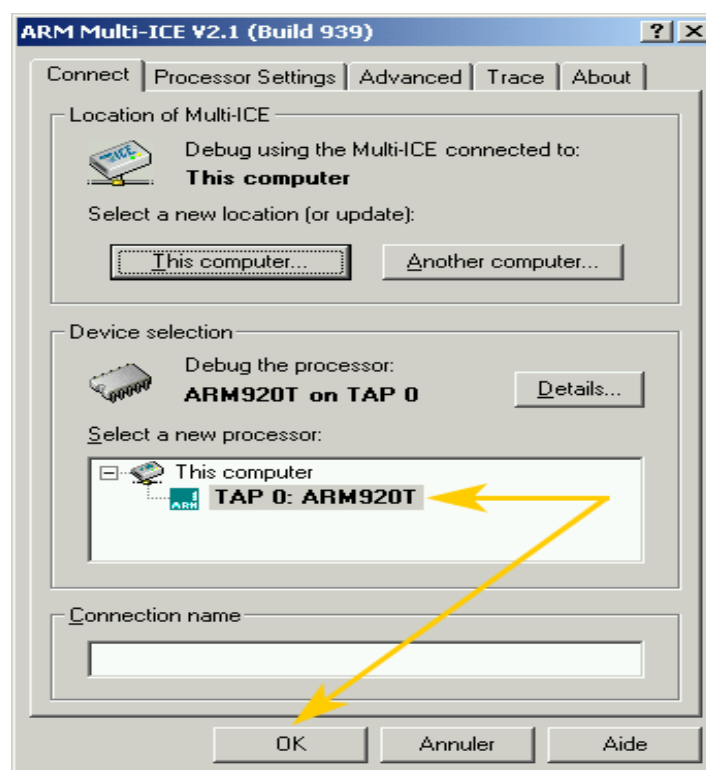 ARM Multi-ICE V2.1 (Build 939)
Connect Processor Settings Advanced Trace About
Location of Multi-ICE
ICE
Debug using the Multi-ICE connected to:
This computer
Select a new location (or update):
This computer... Another computer...
Device selection
Debug the processor:
ARM920T on TAP 0
Details...
Select a new processor:
This computer
ARM
TAP 0: ARM920T
Connection name
OK Annuler Aide